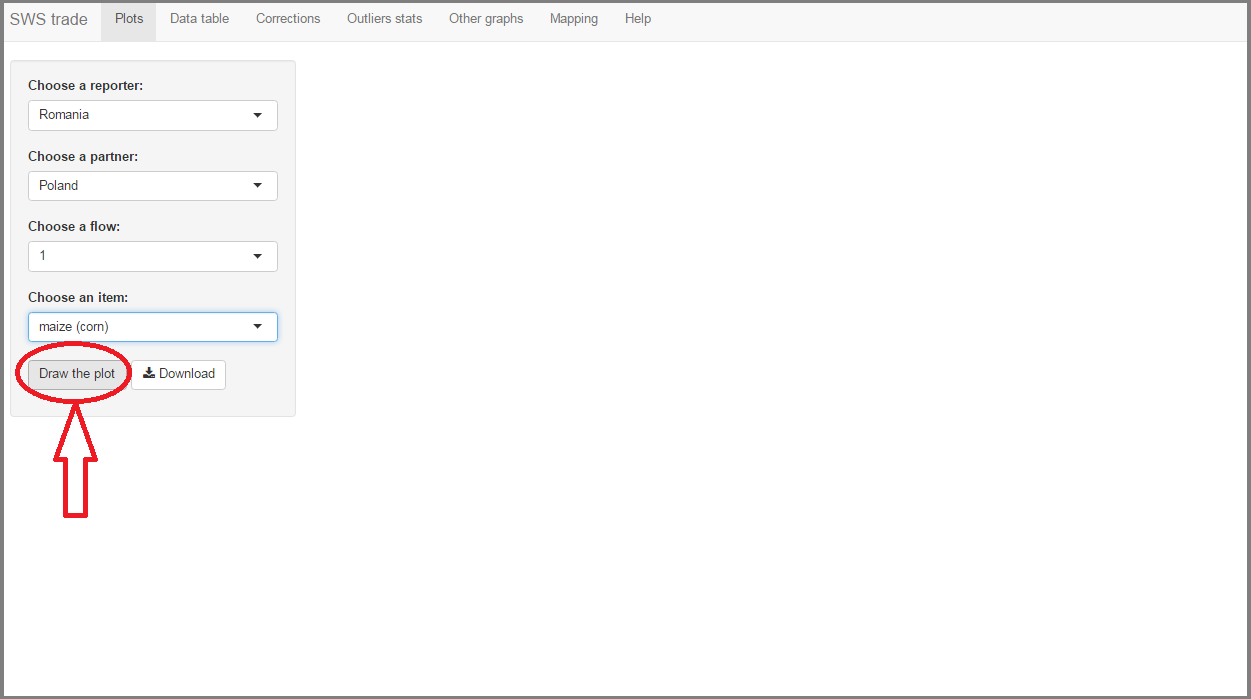 SWS trade Plots Data table Corrections Outliers stats Other graphs Mapping Help
Choose a reporter:
Romania
Choose a partner:
Poland
Choose a flow:
1
Choose an item:
maize (corn)
Draw the plot Download